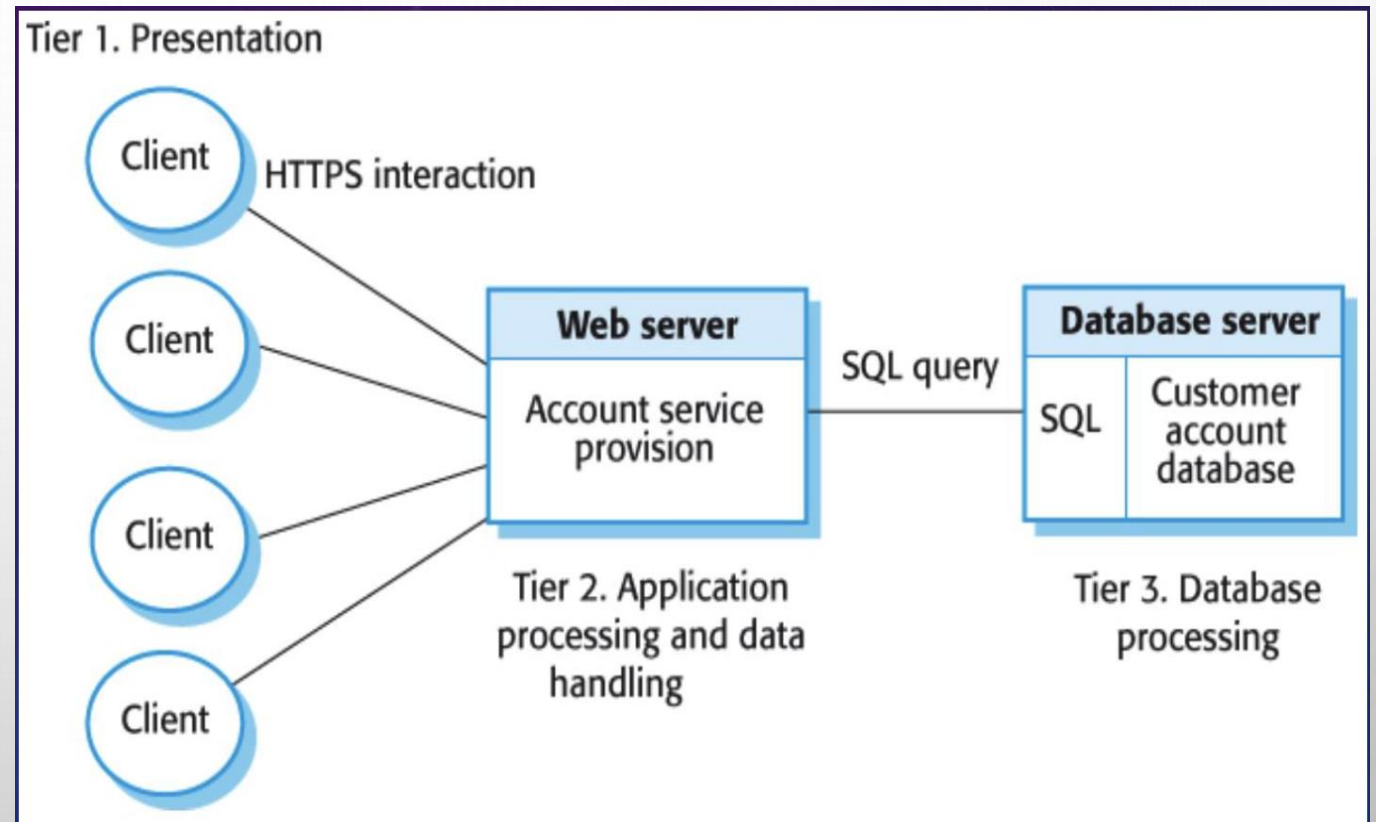 Tier 1. Presentation
Client
HTTPS interaction
Client
Client
Client
Web server
Account service
provision
Tier 2. Application
processing and data
handling
SQL query
Database server
SQL
Customer
account
database
Tier 3. Database
processing